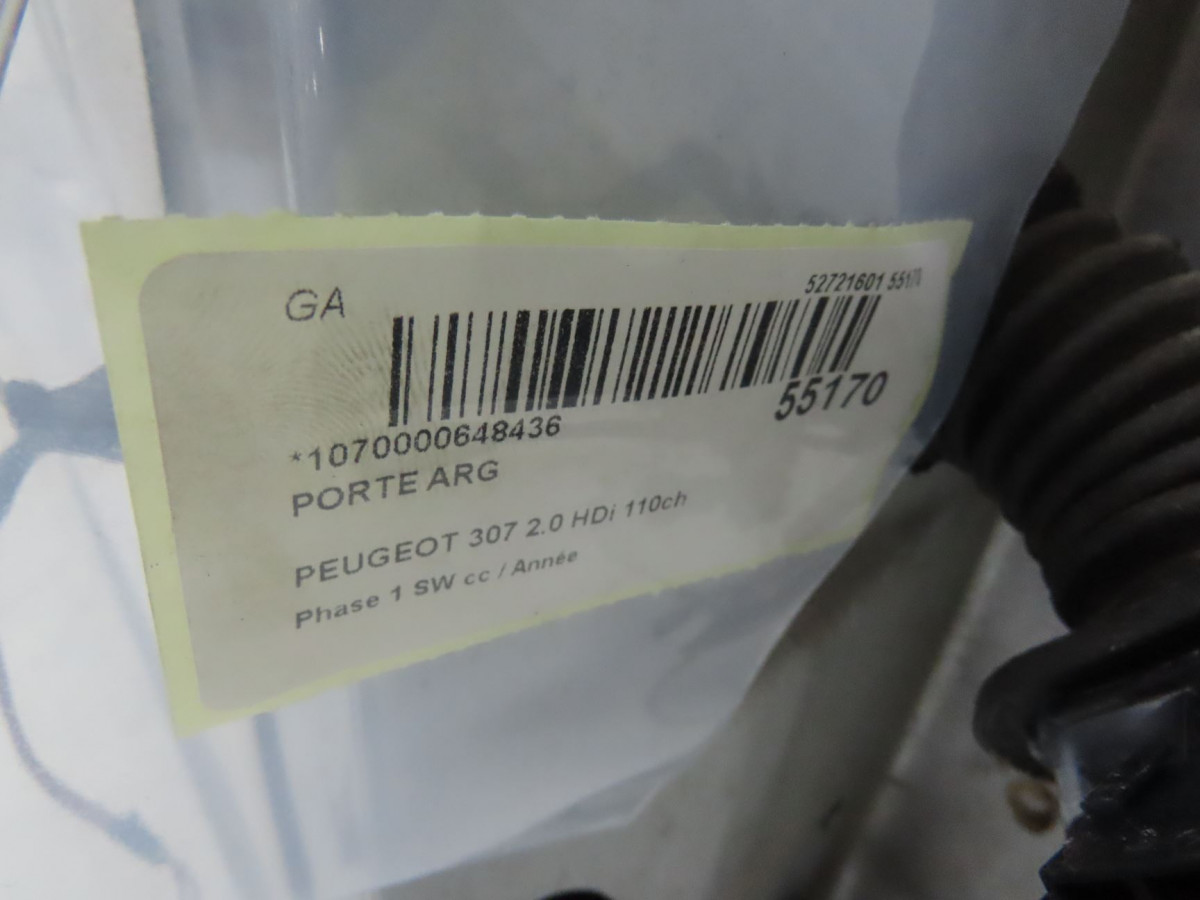 GA
52721601 55170
55170
*1070000648436
PORTE ARG
PEUGEOT 307 2.0 HDi 110ch
Phase 1 SW cc / Année